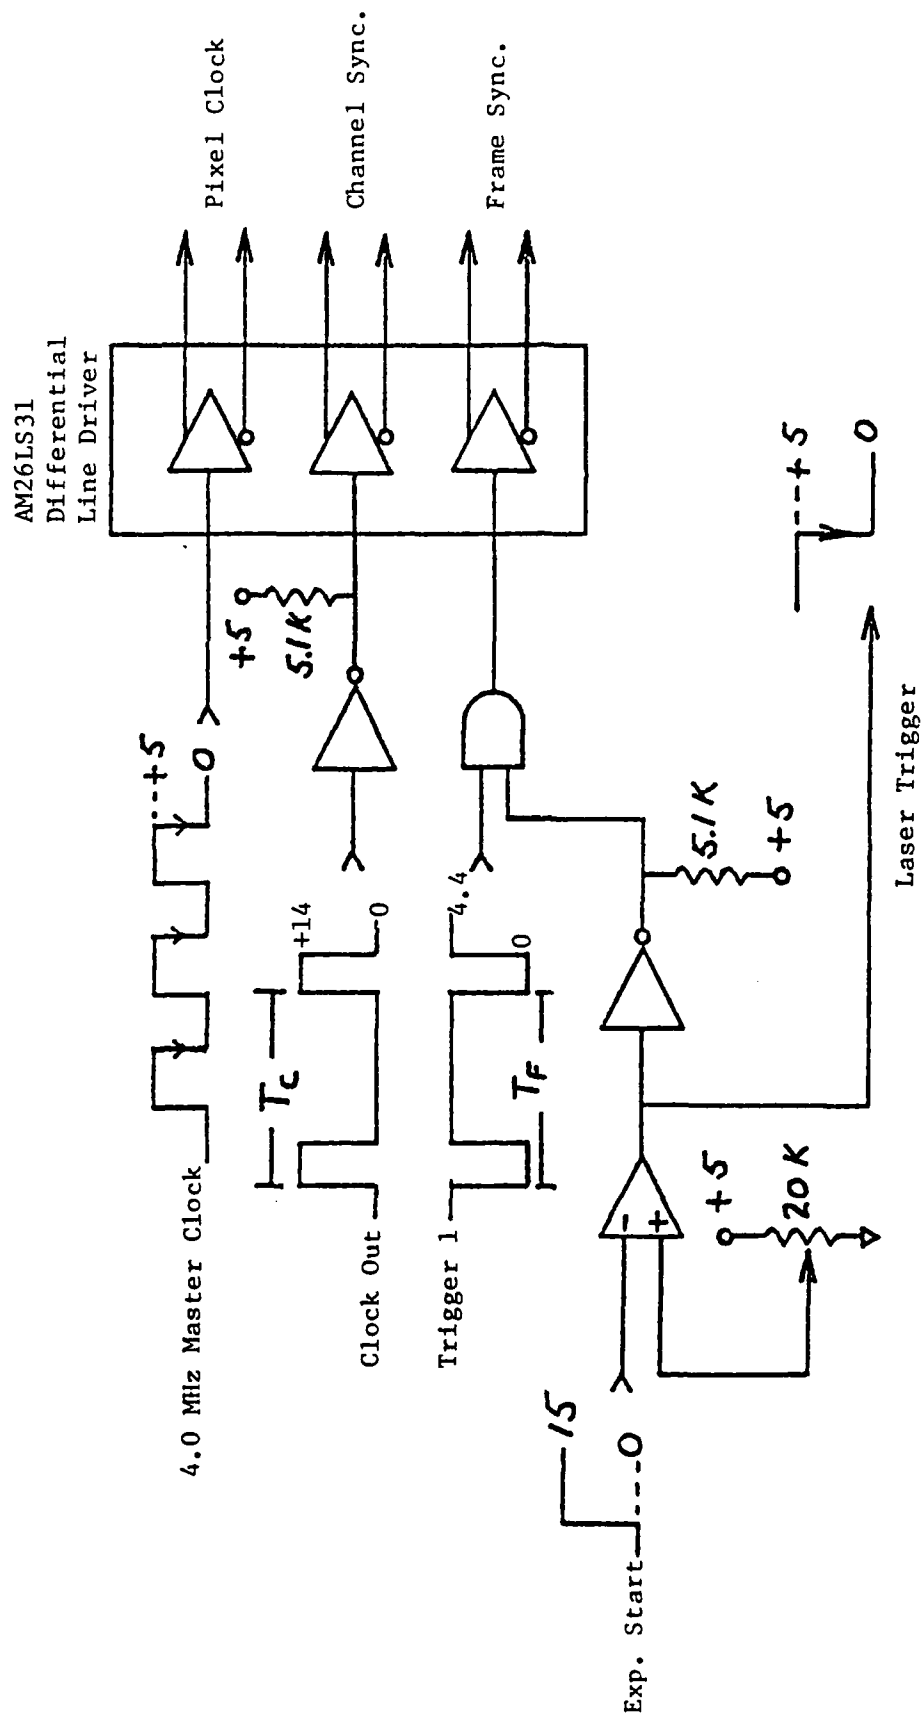 AM26LS31
Differential
Line Driver
Pixel Clock
Channel Sync.
Frame Sync.
4.0 MHz Master Clock
+5
0
+5
5.1K
Clock Out
+14
0
Tc
Trigger 1
4.4
0
TF
Exp. Start
15
0
-
+
+5
20K
5.1K
+5
Laser Trigger
+5
0